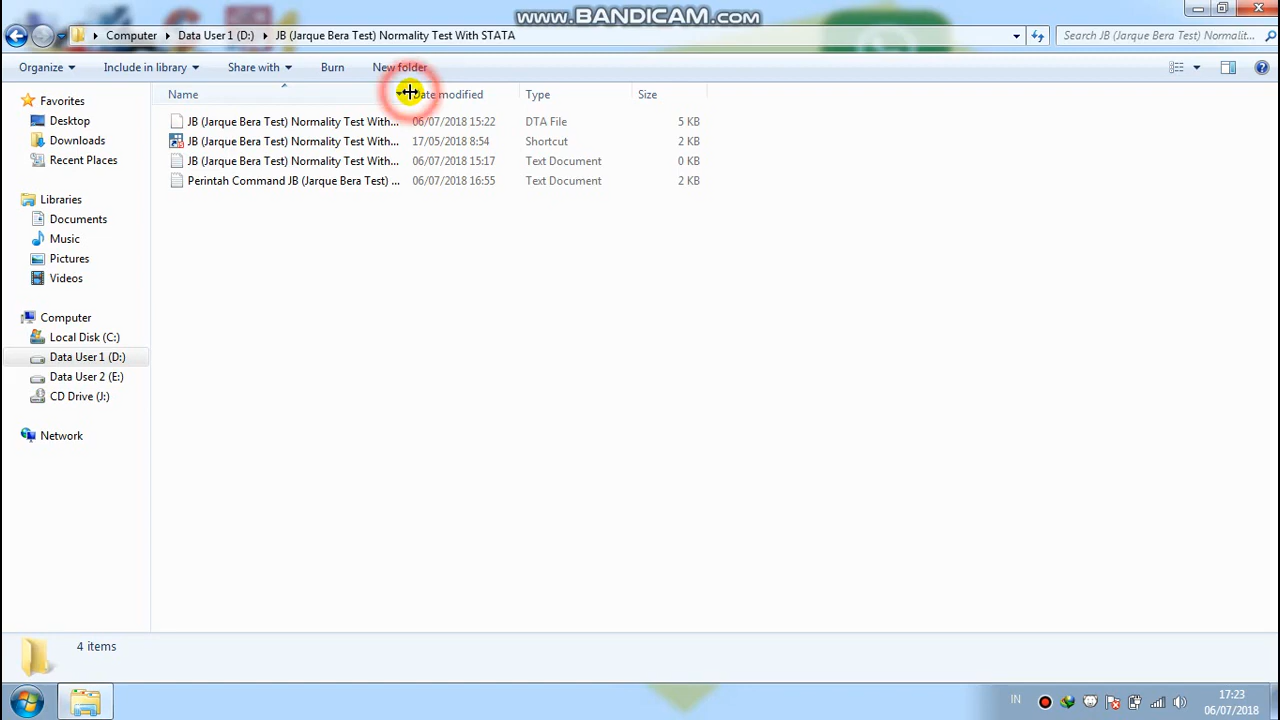 www.BANDICAM.com
Computer Data User 1 (D:) JB (Jarque Bera Test) Normality Test With STATA
Search JB (Jarque Bera Test) Normalit...
Organize Include in library Share with Burn New folder
Name Date modified Type Size
Favorites
Desktop
Downloads
Recent Places
Libraries
Documents
Music
Pictures
Videos
Computer
Local Disk (C:)
Data User 1 (D:)
Data User 2 (E:)
CD Drive (J:)
Network
JB (Jarque Bera Test) Normality Test With... 06/07/2018 15:22 DTA File 5 KB
JB (Jarque Bera Test) Normality Test With... 17/05/2018 8:54 Shortcut 2 KB
JB (Jarque Bera Test) Normality Test With... 06/07/2018 15:17 Text Document 0 KB
Perintah Command JB (Jarque Bera Test) ... 06/07/2018 16:55 Text Document 2 KB
4 items
IN
17:23
06/07/2018